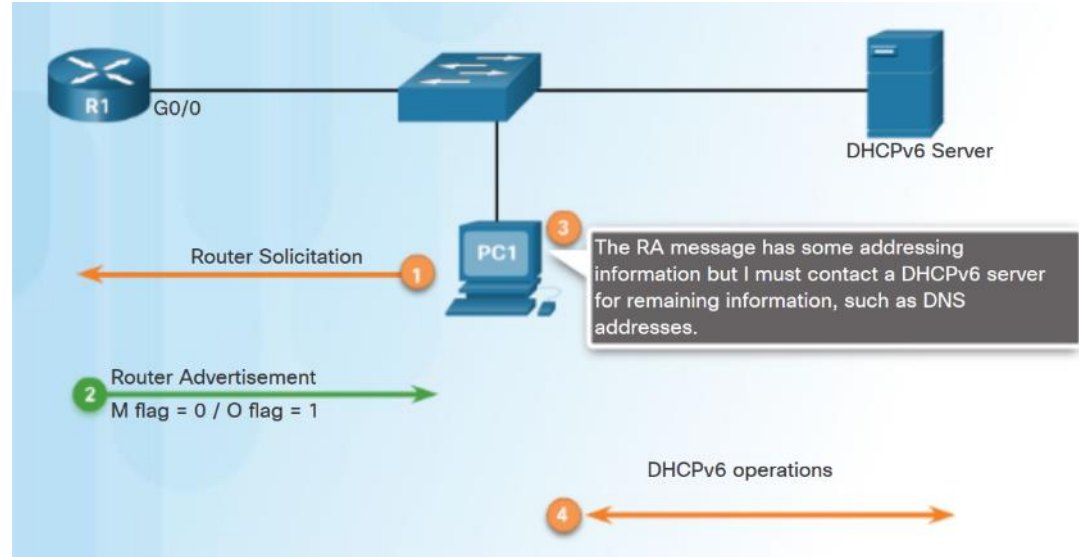 R1
G0/0
DHCPv6 Server
PC1
3
The RA message has some addressing
information but I must contact a DHCPv6 server
for remaining information, such as DNS
addresses.
Router Solicitation
1
Router Advertisement
2
M flag = 0 / O flag = 1
DHCPv6 operations
4